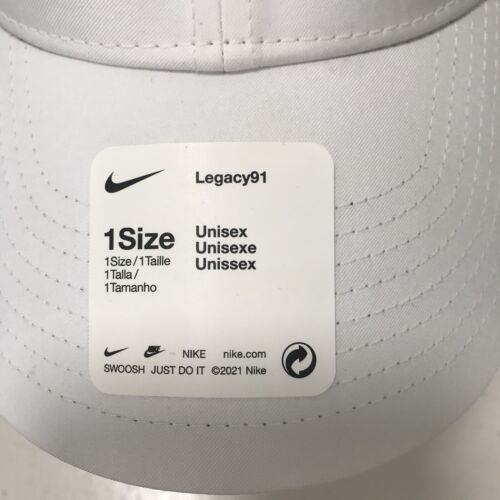 Legacy91
1Size
1Size/1Taille
1Talla/
1Tamanho
Unisex
Unisexe
Unissex
NIKE nike.com
SWOOSH JUST DO IT ©2021 Nike